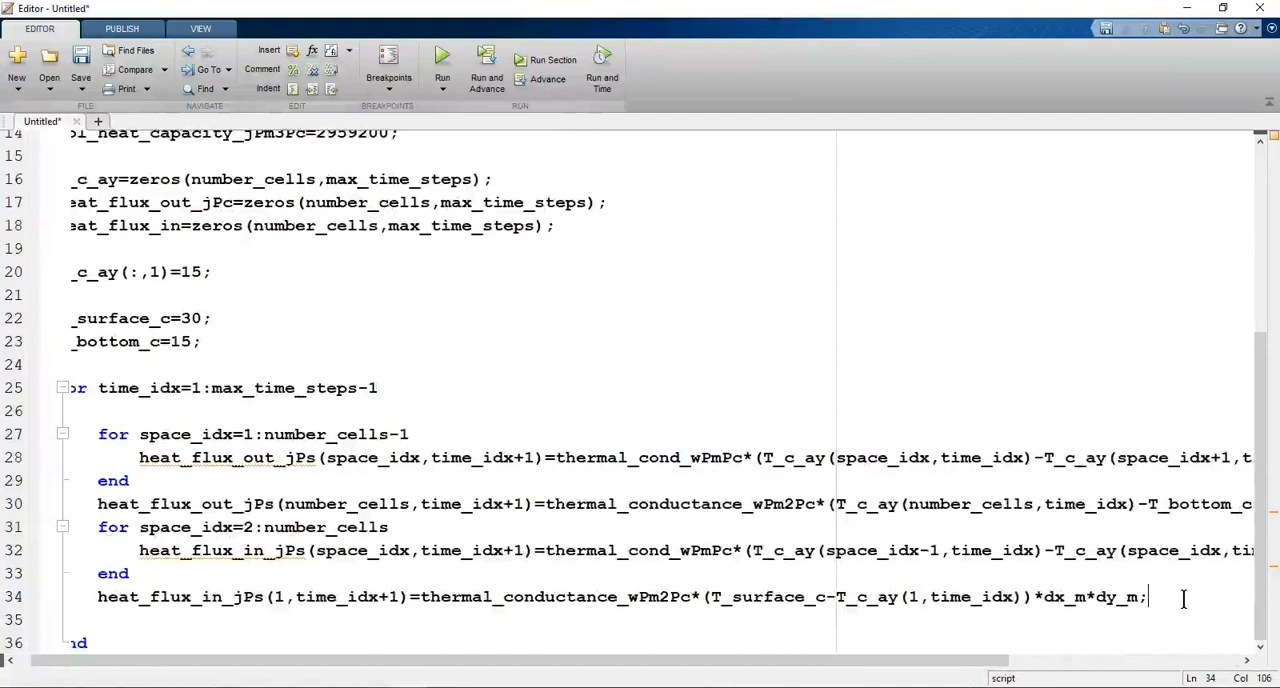 Editor - Untitled*
EDITOR PUBLISH VIEW
New Open Save Find Files Compare Print Insert fx Comment Indent Go To Find Breakpoints Run Run and Advance Run Section Advance Run and Time
FILE NAVIGATE EDIT BREAKPOINTS RUN
Untitled*
14 ol_heat_capacity_jPm3Pc=2959200;
15
16 _c_ay=zeros(number_cells,max_time_steps);
17 eat_flux_out_jPc=zeros(number_cells,max_time_steps);
18 eat_flux_in=zeros(number_cells,max_time_steps);
19
20 _c_ay(:,1)=15;
21
22 _surface_c=30;
23 _bottom_c=15;
24
25 or time_idx=1:max_time_steps-1
26
27 for space_idx=1:number_cells-1
28 heat_flux_out_jPs(space_idx,time_idx+1)=thermal_cond_wPmPc*(T_c_ay(space_idx,time_idx)-T_c_ay(space_idx+1,t
29 end
30 heat_flux_out_jPs(number_cells,time_idx+1)=thermal_conductance_wPm2Pc*(T_c_ay(number_cells,time_idx)-T_bottom_c
31 for space_idx=2:number_cells
32 heat_flux_in_jPs(space_idx,time_idx+1)=thermal_cond_wPmPc*(T_c_ay(space_idx-1,time_idx)-T_c_ay(space_idx,ti
33 end
34 heat_flux_in_jPs(1,time_idx+1)=thermal_conductance_wPm2Pc*(T_surface_c-T_c_ay(1,time_idx))*dx_m*dy_m;
35
36 nd
script Ln 34 Col 106